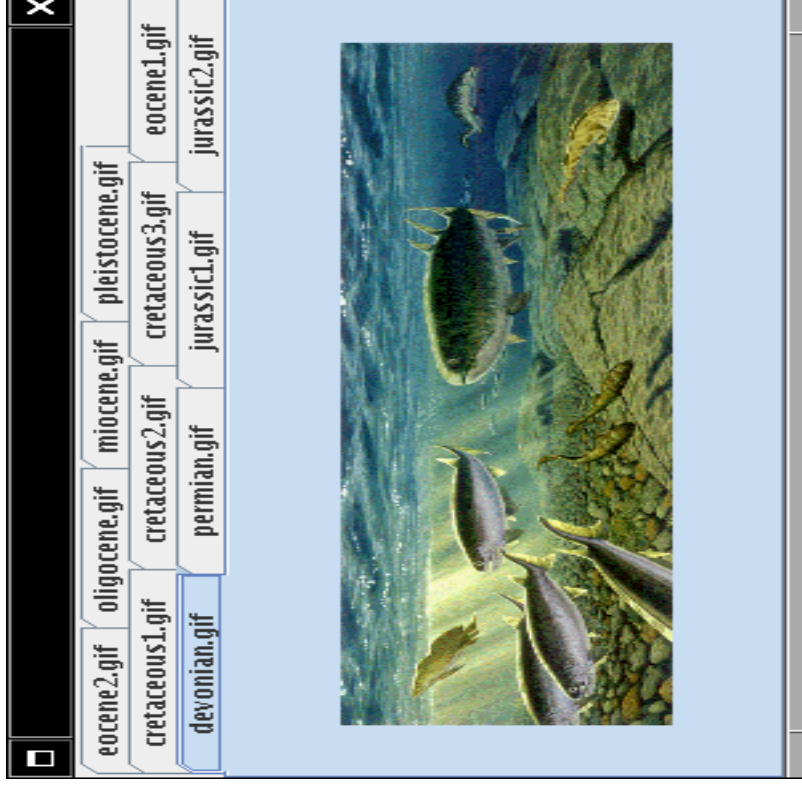 eocene2.gif oligocene.gif miocene.gif pleistocene.gif
cretaceous1.gif cretaceous2.gif cretaceous3.gif eocene1.gif
devonian.gif permian.gif jurassic1.gif jurassic2.gif